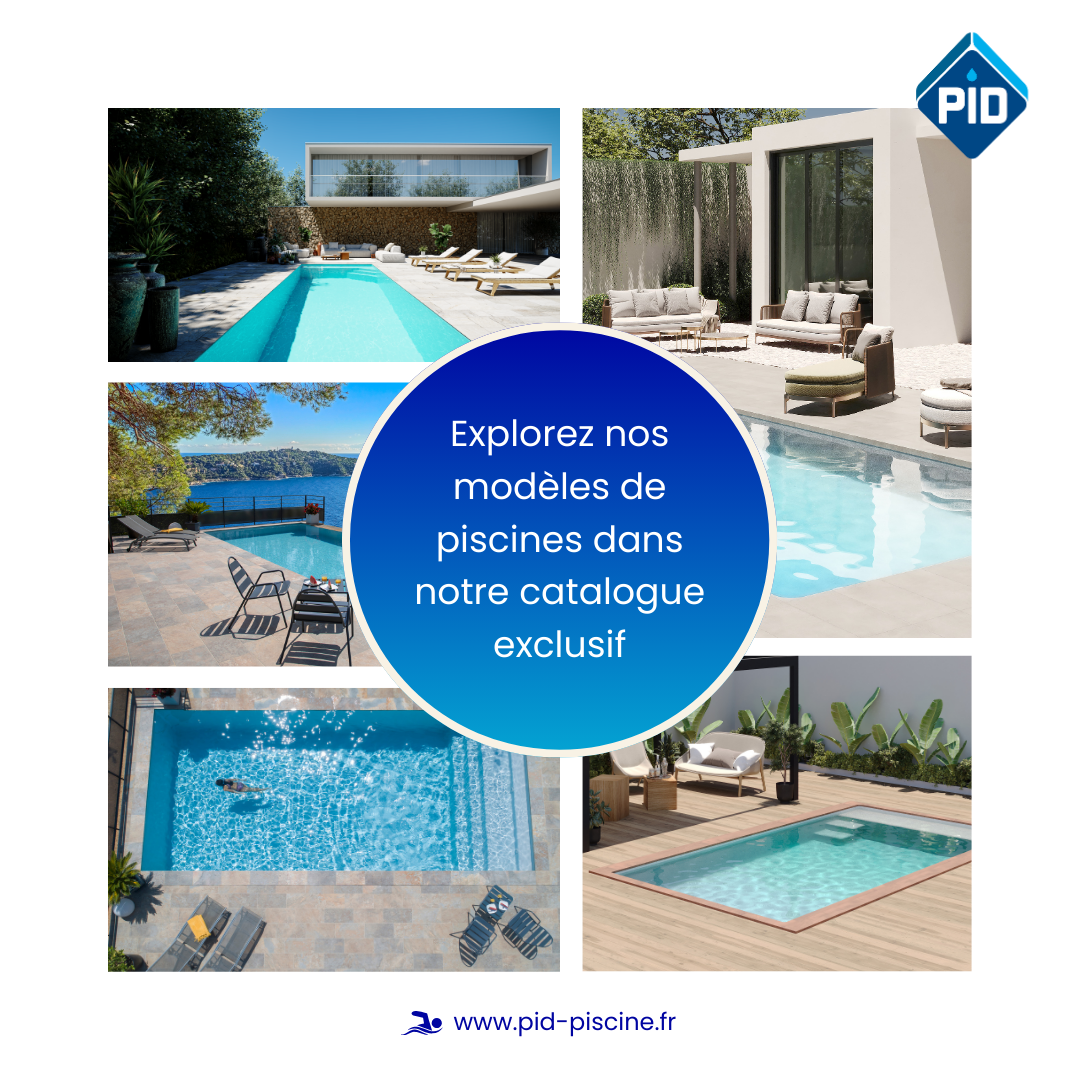 PID
Explorez nos
modèles de
piscines dans
notre catalogue
exclusif
www.pid-piscine.fr